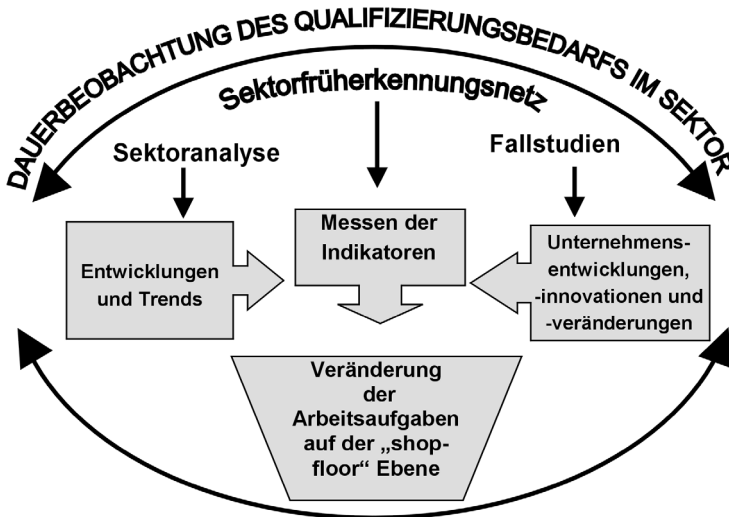 DAUERBEOBACHTUNG DES QUALIFIZIERUNGSBEDARFS IM SEKTOR
Sektorfrüherkennungsnetz
Sektoranalyse
Fallstudien
Entwicklungen
und Trends
Messen der
Indikatoren
Unternehmens-
entwicklungen,
-innovationen und
-veränderungen
Veränderung
der
Arbeitsaufgaben
auf der „shop-
floor“ Ebene